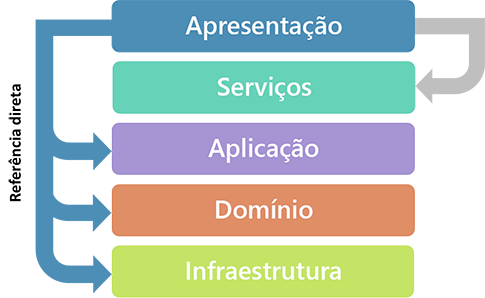 Apresentação
Serviços
Aplicação
Domínio
Infraestrutura
Referência direta